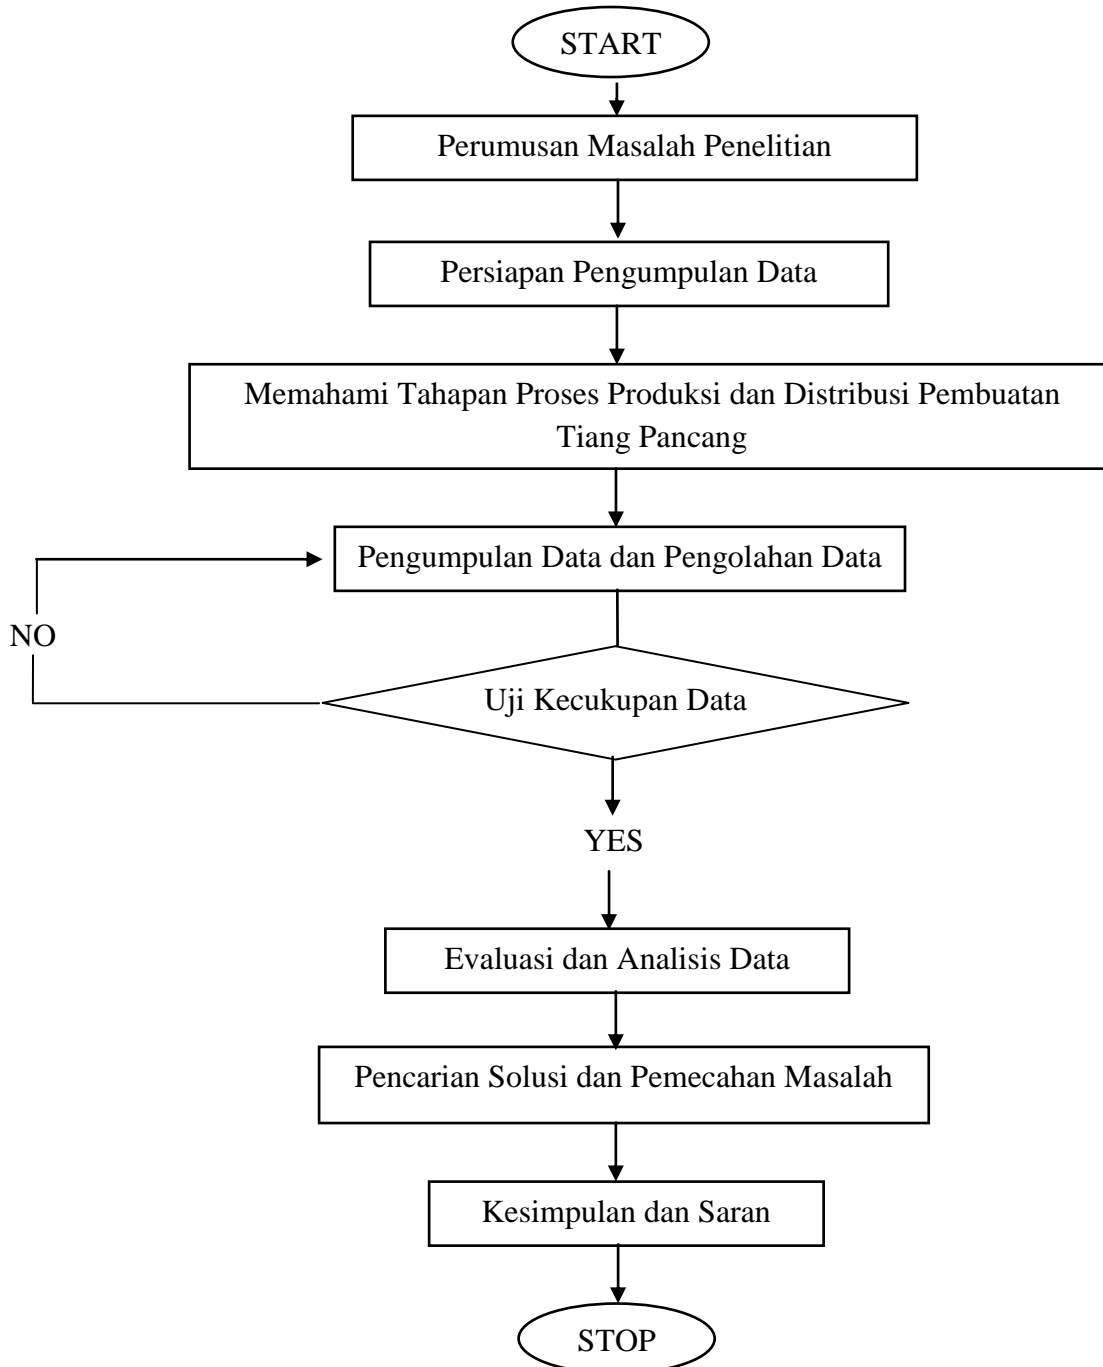 START
Perumusan Masalah Penelitian
Persiapan Pengumpulan Data
Memahami Tahapan Proses Produksi dan Distribusi Pembuatan
Tiang Pancang
Pengumpulan Data dan Pengolahan Data
NO
Uji Kecukupan Data
YES
Evaluasi dan Analisis Data
Pencarian Solusi dan Pemecahan Masalah
Kesimpulan dan Saran
STOP